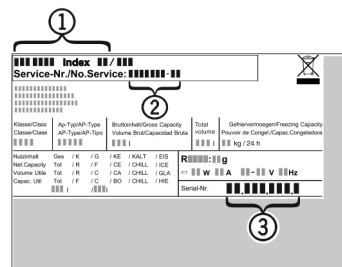 1
Index /
Service-Nr./No.Service: -
2
Klasse/Class
Classe/Clase
Ap-Typ/AP-Type
AP-Type/AP-Tipo
Bruttoinhalt/Gross Capacity
Volume Brut/Capacidad Bruta
l
Total
volume
l
Gefriervermoegen/Freezing Capacity
Pouvoir de Congel./Capac.Congeladora
kg / 24 h
Nutzinhalt Ges / K / G / KE / KALT / EIS
Net.Capacity Tot / R / F / CE / CHILL / ICE
Volume Utile Tot / R / C / CA / CHILL / GLA
Capac. Util Tot / F / C / BO / CHILL / HIE
l / l
R : g
W A - V Hz
Serial-Nr. . . .
3